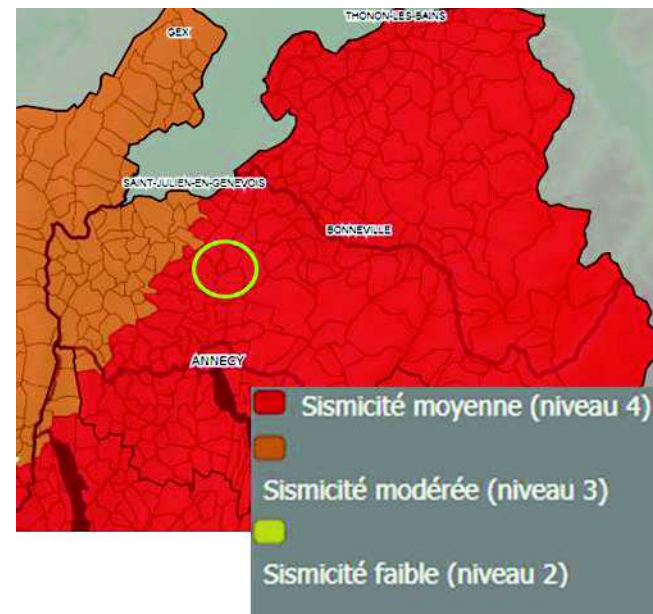 THONON-LES-BAINS
GEX
SAINT-JULIEN-EN-GENEVOIS
BONNEVILLE
ANNECY
Sismicité moyenne (niveau 4)
Sismicité modérée (niveau 3)
Sismicité faible (niveau 2)